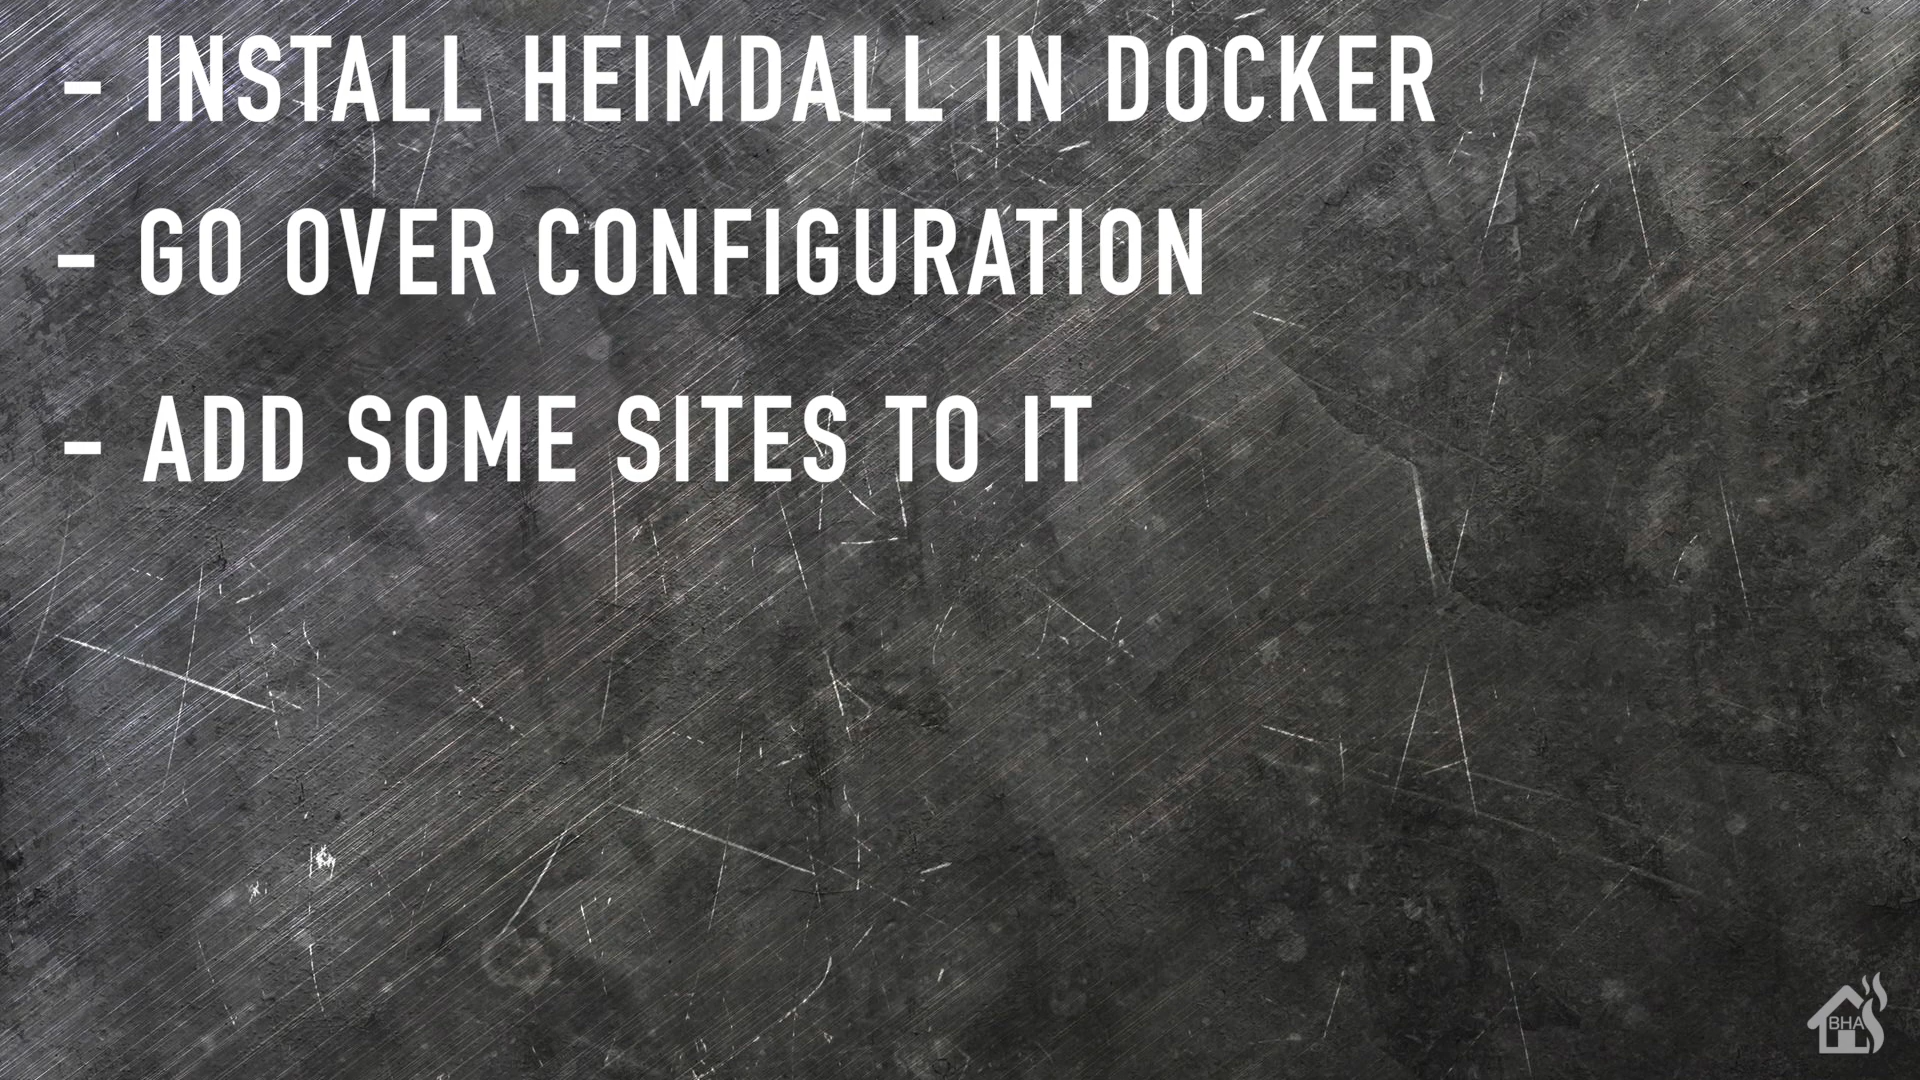 - INSTALL HEIMDALL IN DOCKER
- GO OVER CONFIGURATION
- ADD SOME SITES TO IT
BHA